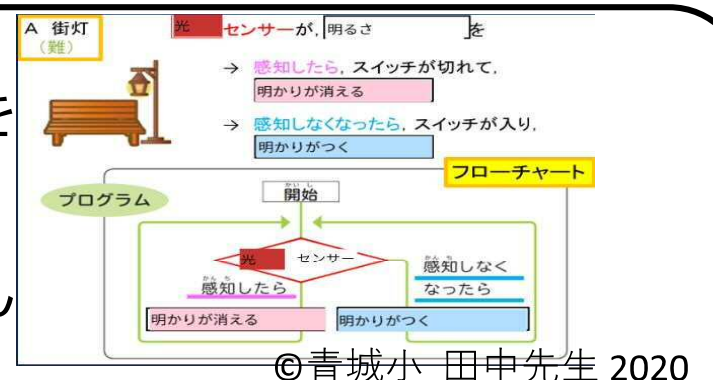 A 街灯
（難）
光 センサーが, 明るさ を
→ 感知したら, スイッチが切れて,
明かりが消える
→ 感知しなくなったら, スイッチが入り,
明かりがつく
フローチャート
プログラム
かいし
開始
光 センサー
かんち
感知したら
かんち
感知しなく
なったら
明かりが消える
明かりがつく
を
し
©青城小 田中先生 2020